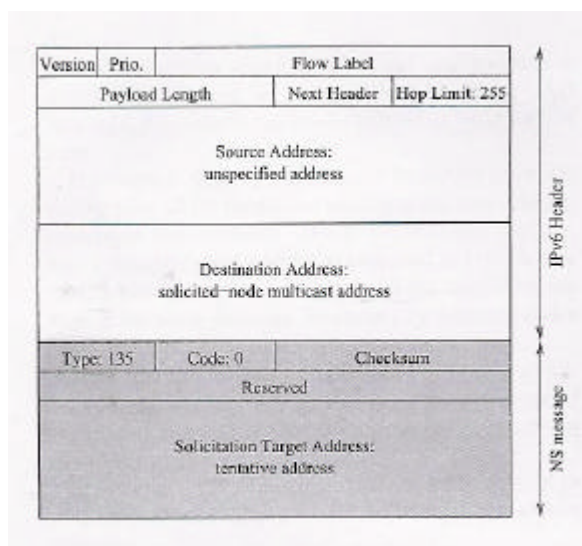 Version Prio. Flow Label
Payload Length Next Header Hop Limit: 255
Source Address:
unspecified address
Destination Address:
solicited-node multicast address
IPv6 Header
Type: 135 Code: 0 Checksum
Reserved
Solicitation Target Address:
tentative address
NS message